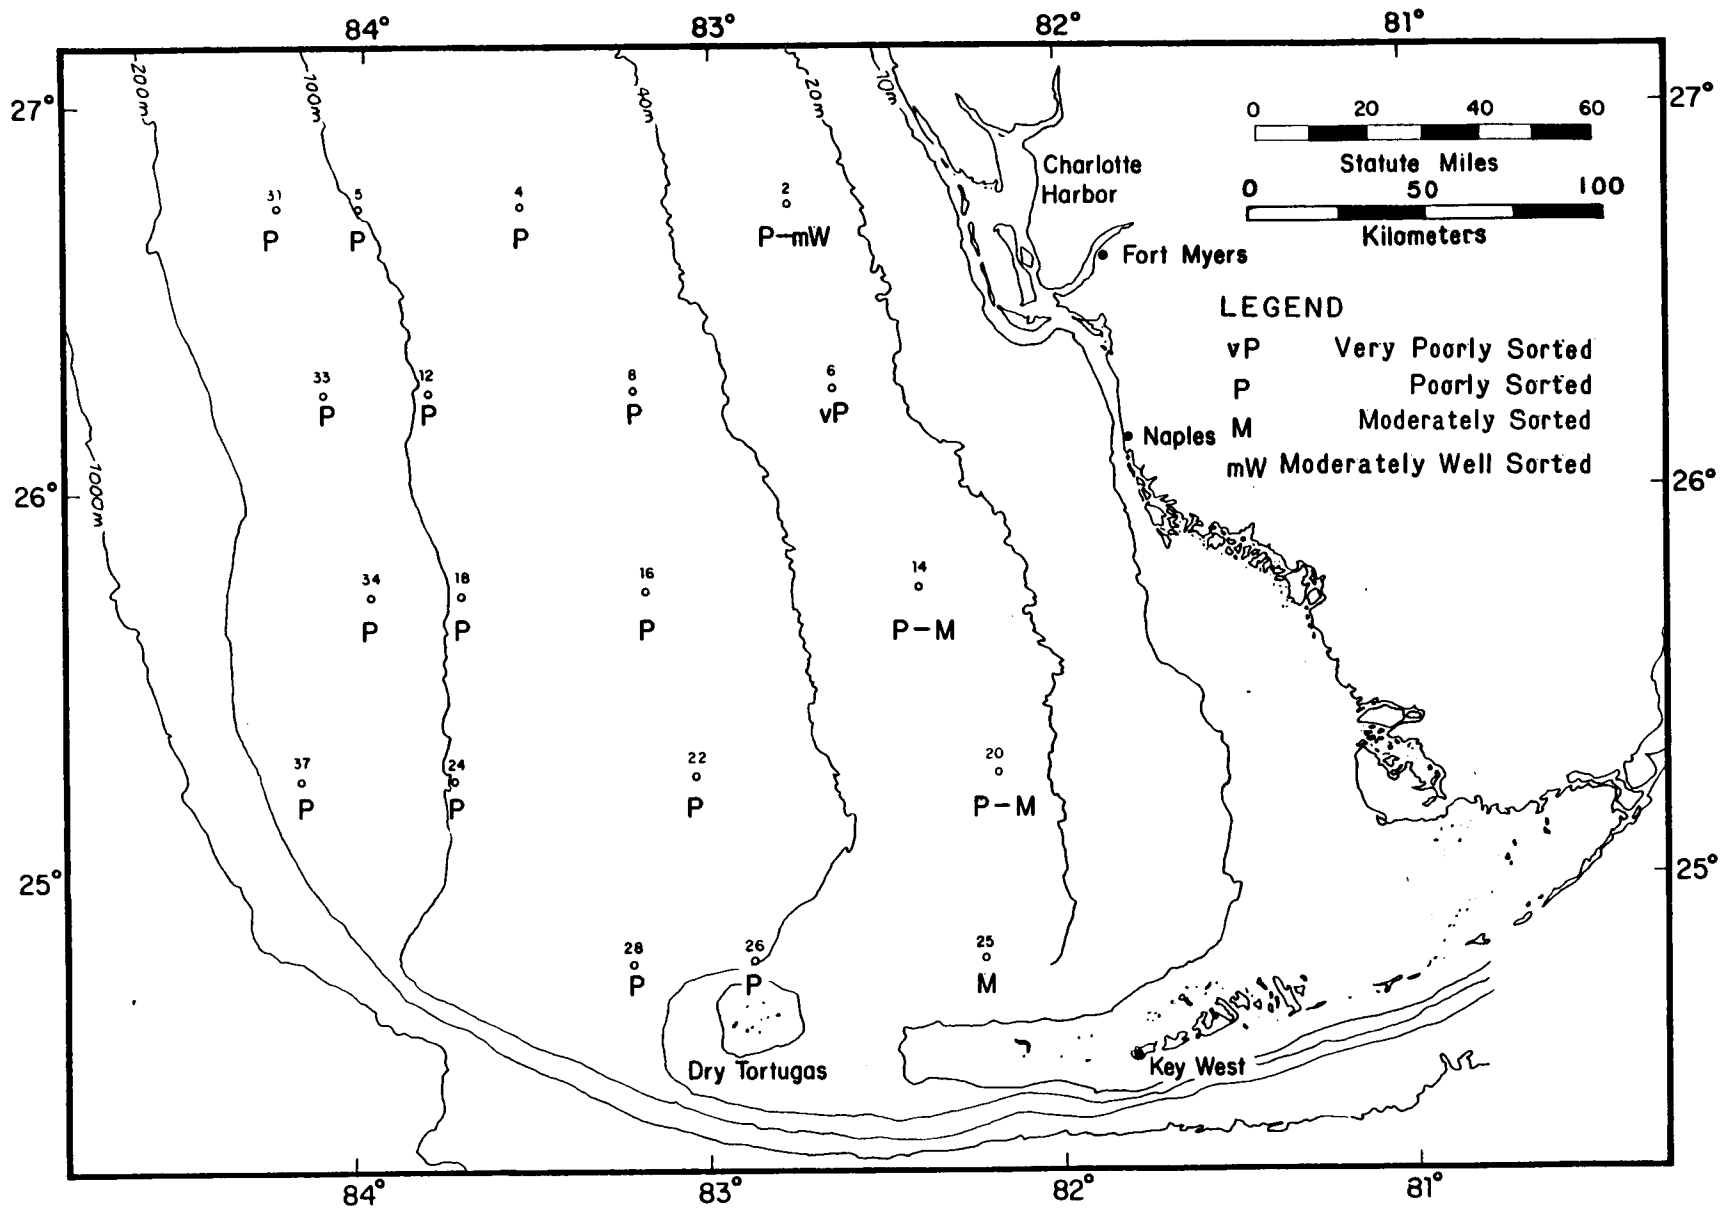 84° 83° 82° 81°
200m 100m 40m 20m 10m
27° 27°
0 20 40 60
Statute Miles
0 50 100
Kilometers
Charlotte
Harbor
31 5 4 2
P P P P-mW
Fort Myers
LEGEND
vP Very Poorly Sorted
P Poorly Sorted
M Moderately Sorted
mW Moderately Well Sorted
33 12 8 6
P P P vP
Naples
1000m
26° 26°
34 18 16 14
P P P P-M
37 24 22 20
P P P P-M
25° 25°
28 26 25
P P M
Dry Tortugas
Key West
84° 83° 82° 81°